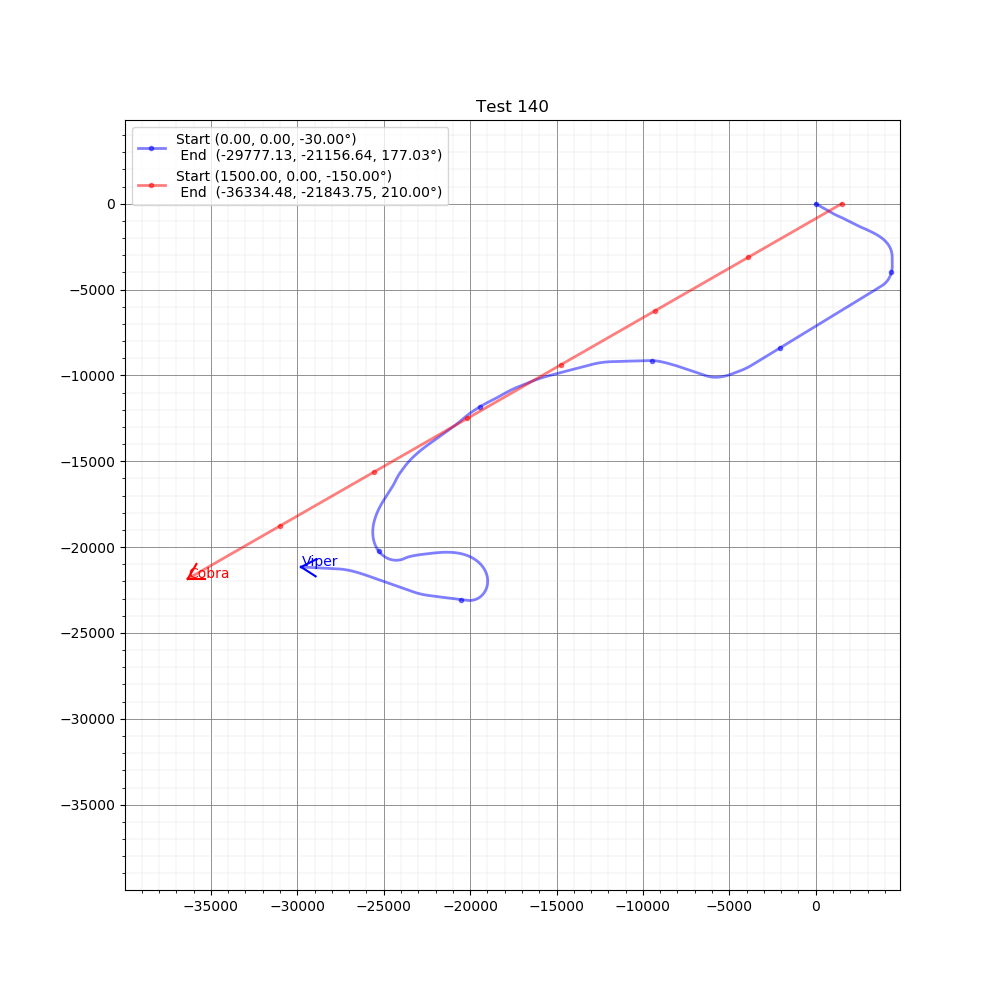 Test 140
Start (0.00, 0.00, -30.00°)
End (-29777.13, -21156.64, 177.03°)
Start (1500.00, 0.00, -150.00°)
End (-36334.48, -21843.75, 210.00°)
0
−5000
−10000
−15000
−20000
−25000
−30000
−35000
Viper
Cobra
−35000 −30000 −25000 −20000 −15000 −10000 −5000 0